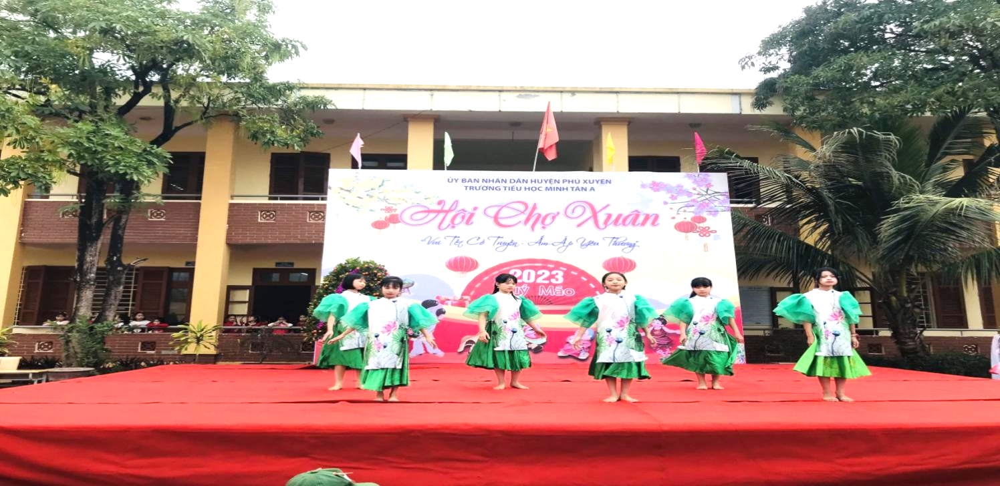 ỦY BAN NHÂN DÂN HUYỆN PHÚ XUYÊN
TRƯỜNG TIỂU HỌC MINH TÂN A
Hội Chợ Xuân
"Vui Tết Cổ Truyền - Ấm Áp Yêu Thương"
2023
Quý Mão